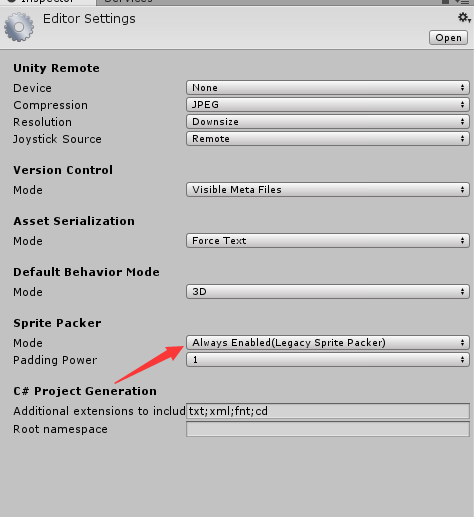 Inspector Services
Editor Settings
Open
Unity Remote
Device None
Compression JPEG
Resolution Downsize
Joystick Source Remote
Version Control
Mode Visible Meta Files
Asset Serialization
Mode Force Text
Default Behavior Mode
Mode 3D
Sprite Packer
Mode Always Enabled(Legacy Sprite Packer)
Padding Power 1
C# Project Generation
Additional extensions to includ txt;xml;fnt;cd
Root namespace